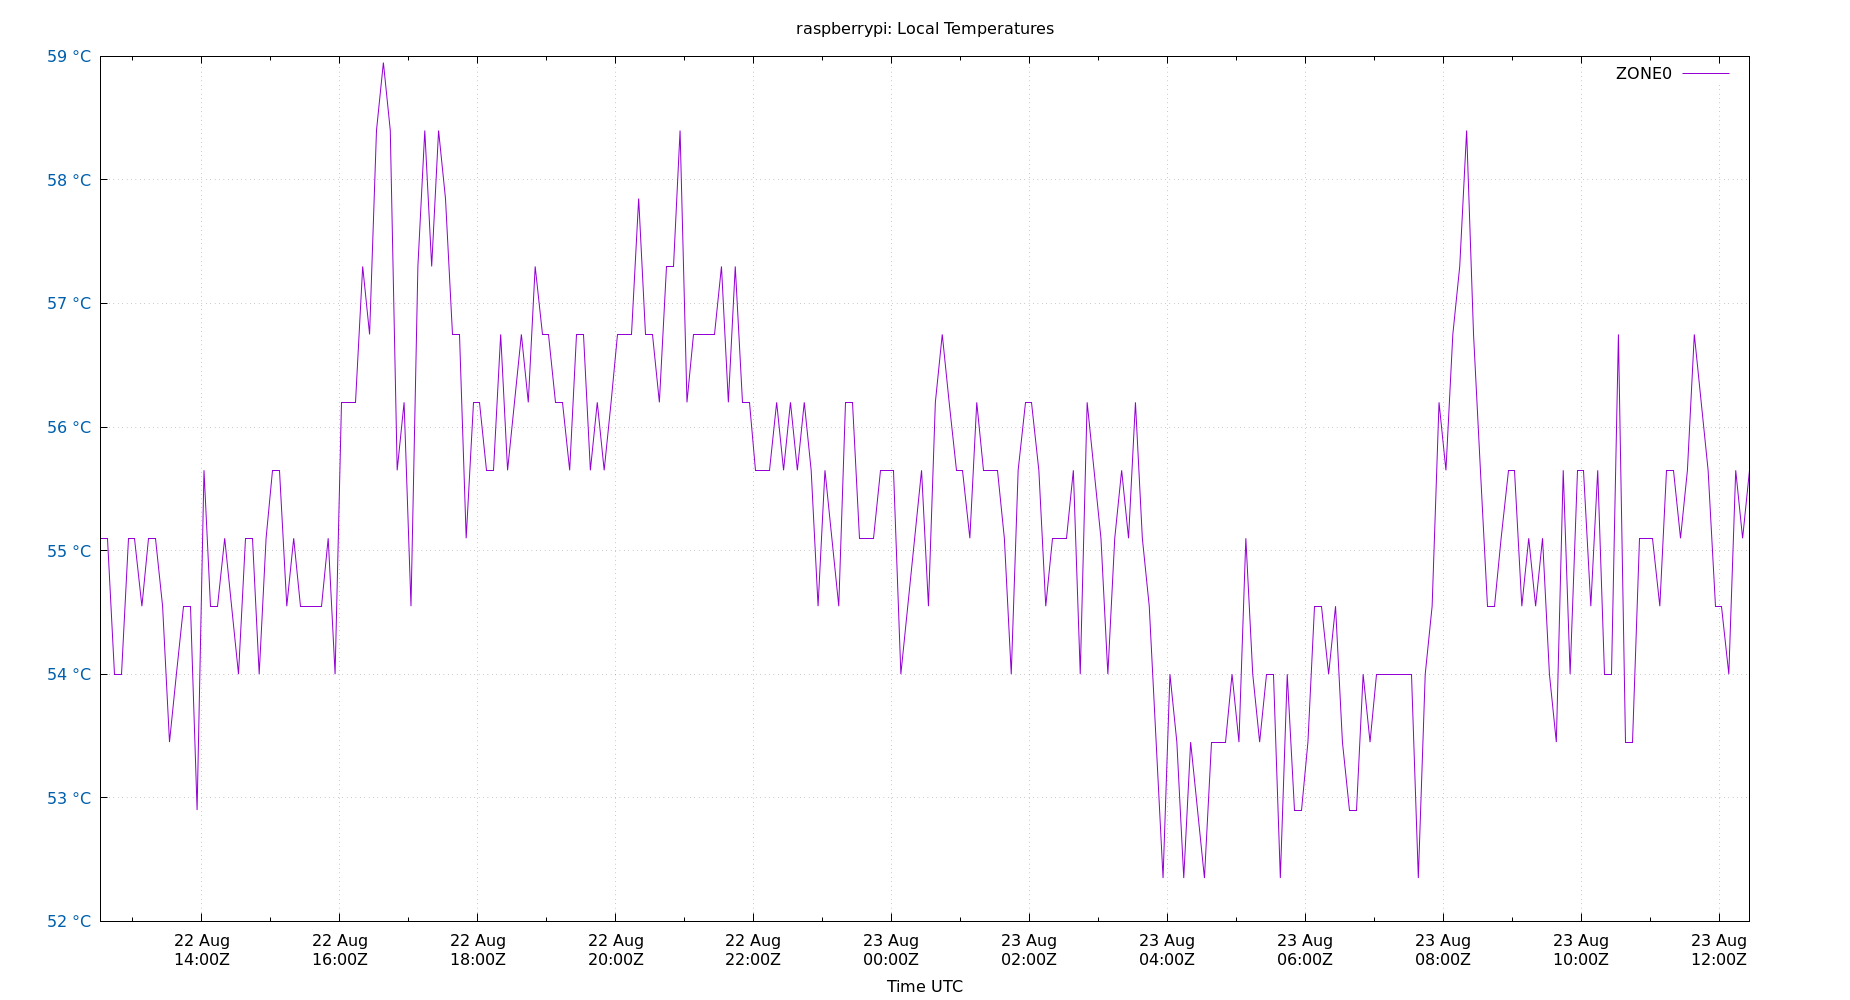 raspberrypi: Local Temperatures
59 °C
ZONE0
58 °C
57 °C
56 °C
55 °C
54 °C
53 °C
52 °C
22 Aug 22 Aug 22 Aug 22 Aug 22 Aug 23 Aug 23 Aug 23 Aug 23 Aug 23 Aug 23 Aug 23 Aug
14:00Z 16:00Z 18:00Z 20:00Z 22:00Z 00:00Z 02:00Z 04:00Z 06:00Z 08:00Z 10:00Z 12:00Z
Time UTC